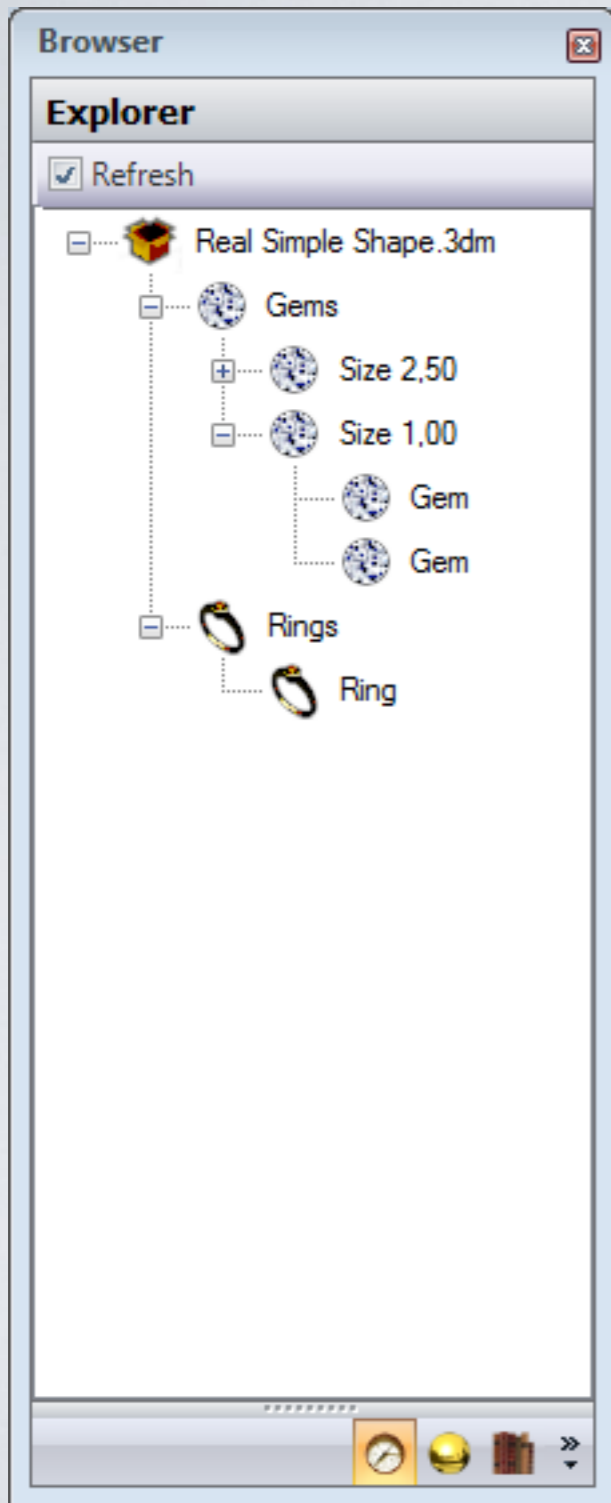 Browser
Explorer
Refresh
Real Simple Shape.3dm
Gems
Size 2,50
Size 1,00
Gem
Gem
Rings
Ring